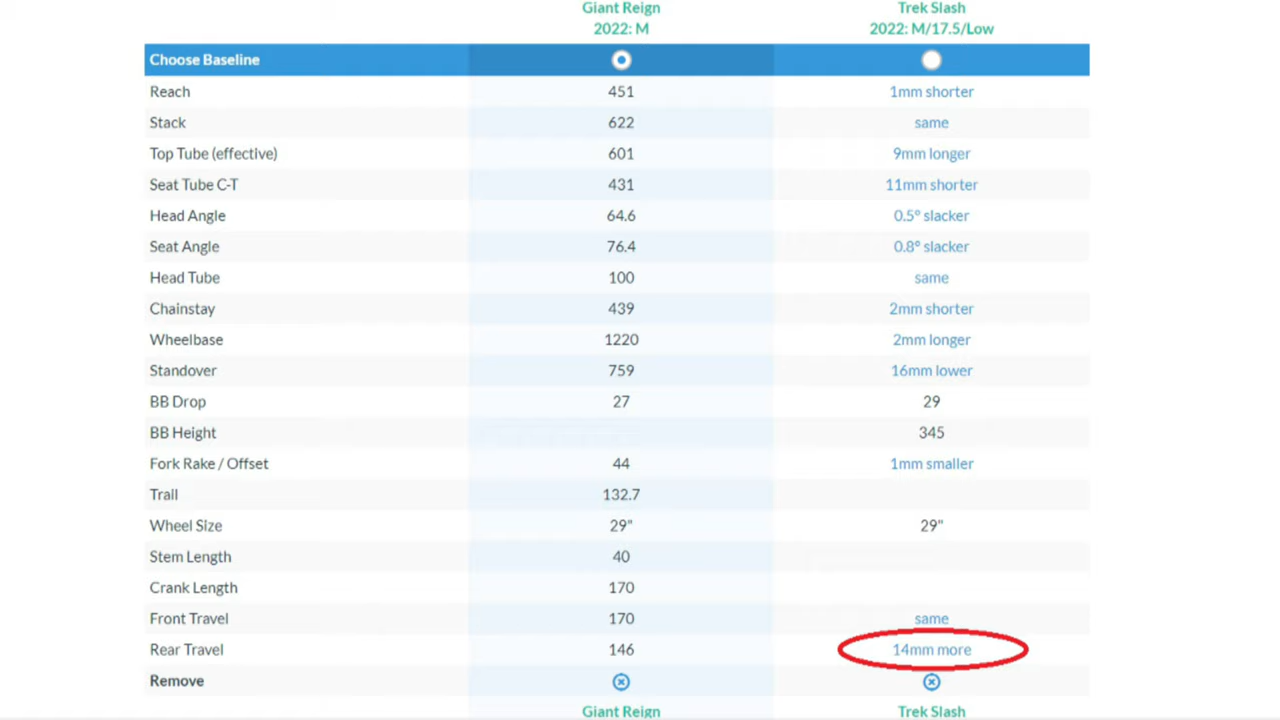 Giant Reign Trek Slash
2022: M 2022: M/17.5/Low
Choose Baseline
Reach 451 1mm shorter
Stack 622 same
Top Tube (effective) 601 9mm longer
Seat Tube C-T 431 11mm shorter
Head Angle 64.6 0.5° slacker
Seat Angle 76.4 0.8° slacker
Head Tube 100 same
Chainstay 439 2mm shorter
Wheelbase 1220 2mm longer
Standover 759 16mm lower
BB Drop 27 29
BB Height 345
Fork Rake / Offset 44 1mm smaller
Trail 132.7
Wheel Size 29" 29"
Stem Length 40
Crank Length 170
Front Travel 170 same
Rear Travel 146 14mm more
Remove
Giant Reign Trek Slash